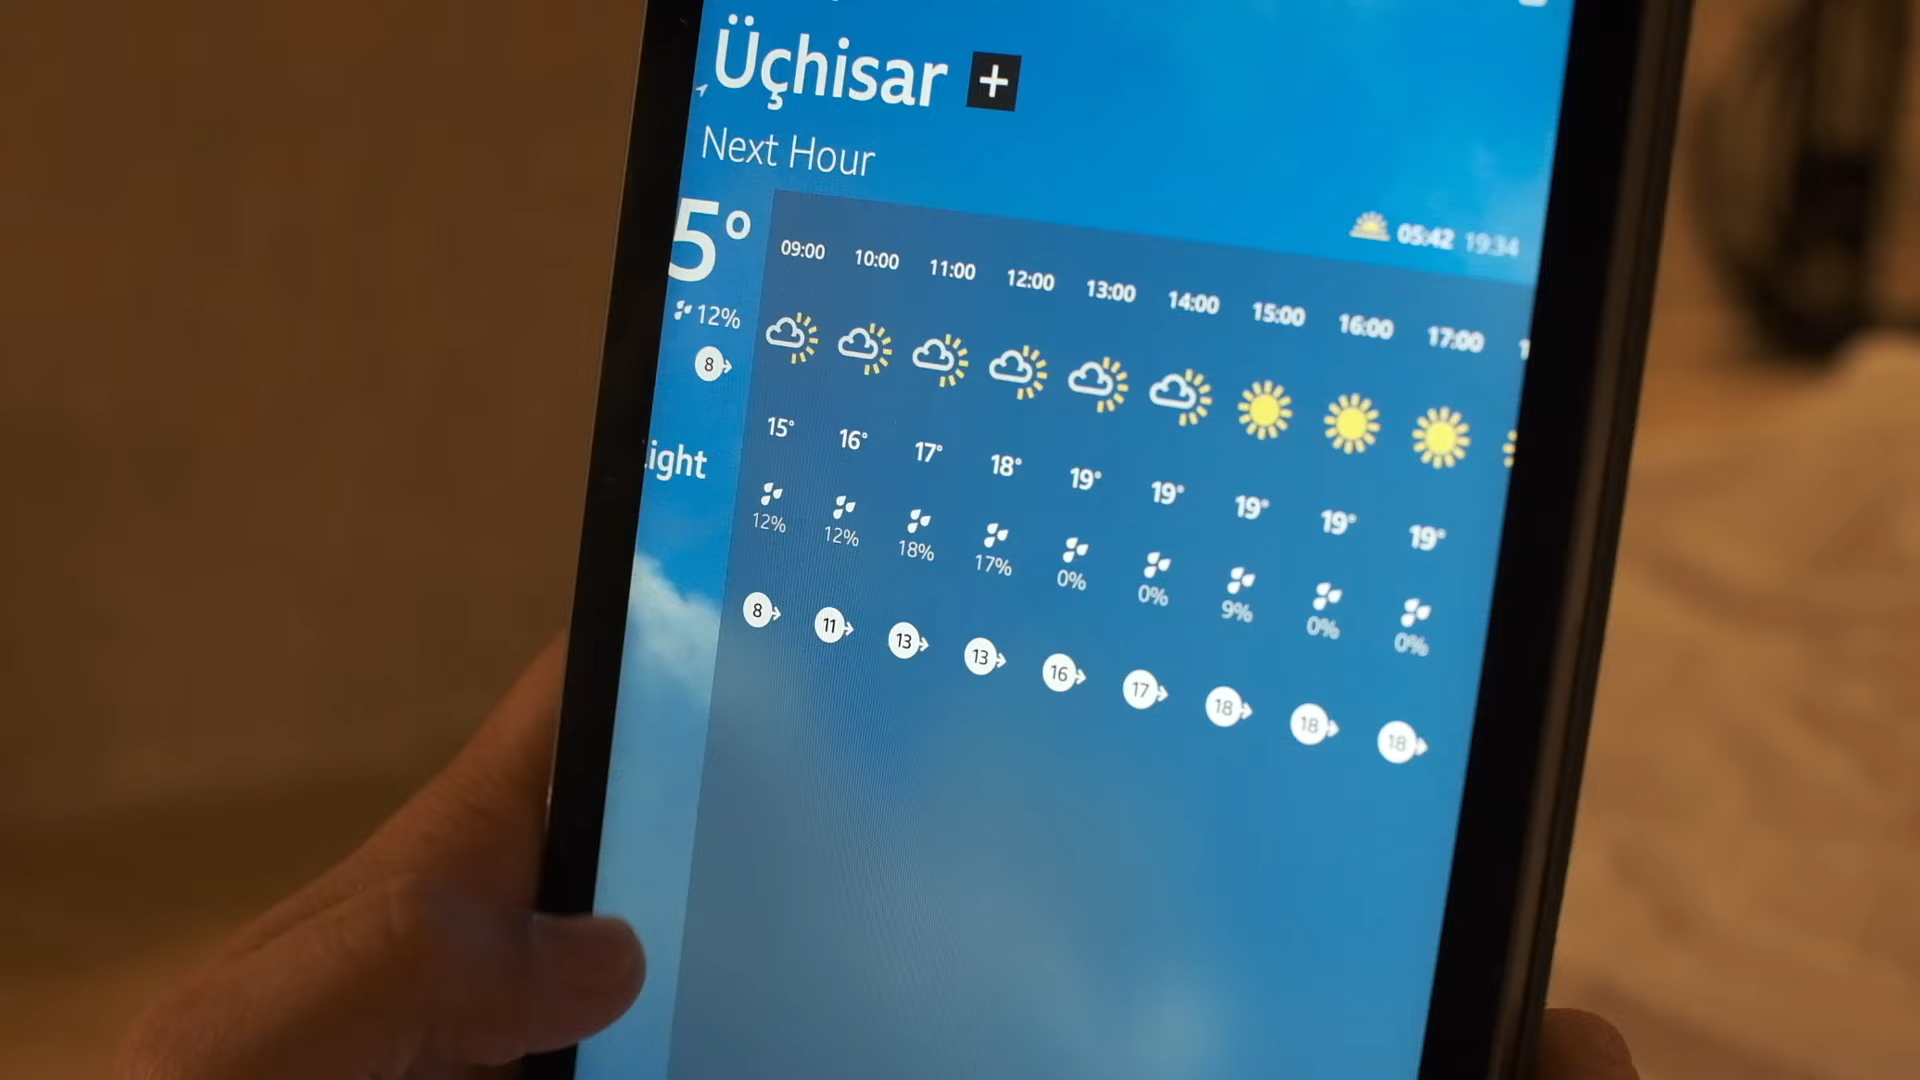 Üçhisar +
Next Hour
05:42 19:34
5°
12%
8
ight
09:00 10:00 11:00 12:00 13:00 14:00 15:00 16:00 17:00
15° 16° 17° 18° 19° 19° 19° 19° 19°
12% 12% 18% 17% 0% 0% 9% 0% 0%
8 11 13 13 16 17 18 18 18